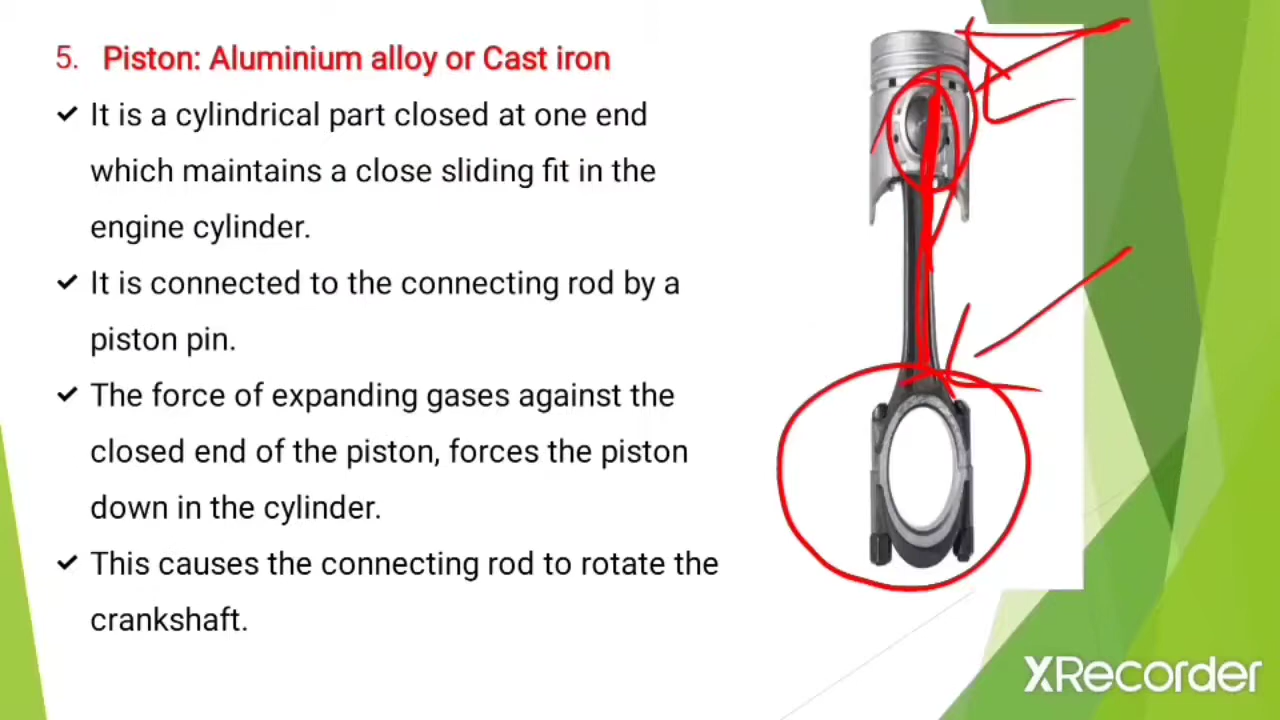 5. Piston: Aluminium alloy or Cast iron
✔ It is a cylindrical part closed at one end
which maintains a close sliding fit in the
engine cylinder.
✔ It is connected to the connecting rod by a
piston pin.
✔ The force of expanding gases against the
closed end of the piston, forces the piston
down in the cylinder.
✔ This causes the connecting rod to rotate the
crankshaft.
XRecorder